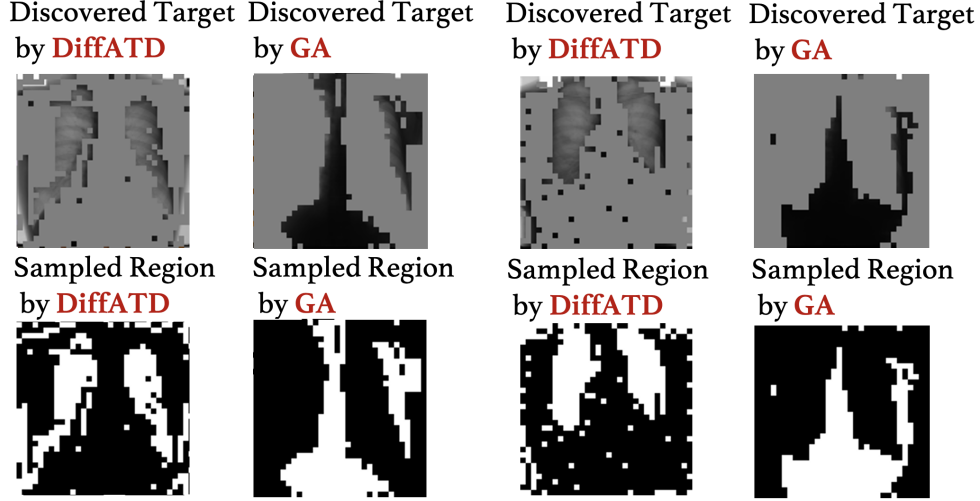 Discovered Target
by DiffATD
Discovered Target
by GA
Discovered Target
by DiffATD
Discovered Target
by GA
Sampled Region
by DiffATD
Sampled Region
by GA
Sampled Region
by DiffATD
Sampled Region
by GA